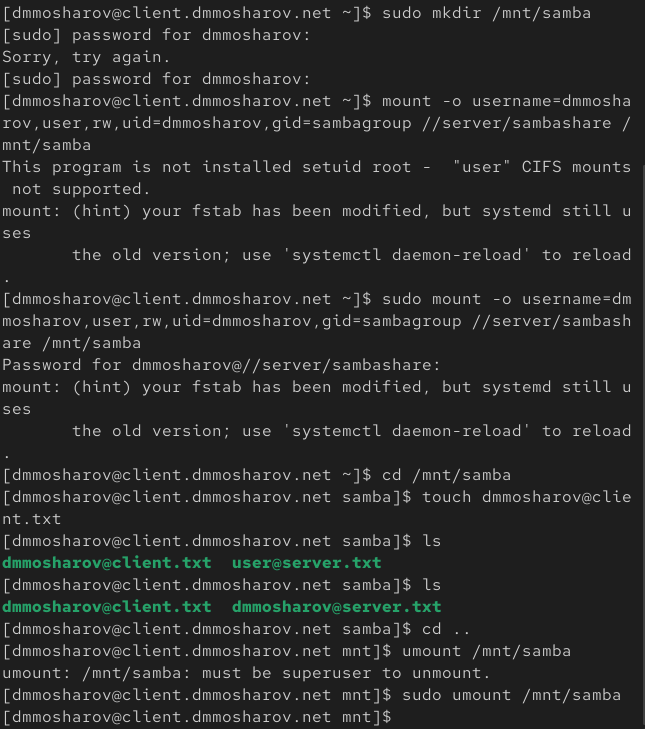 [dmmosharov@client.dmmosharov.net ~]$ sudo mkdir /mnt/samba
[sudo] password for dmmosharov:
Sorry, try again.
[sudo] password for dmmosharov:
[dmmosharov@client.dmmosharov.net ~]$ mount -o username=dmmosha
rov,user,rw,uid=dmmosharov,gid=sambagroup //server/sambashare /
mnt/samba
This program is not installed setuid root -  "user" CIFS mounts
 not supported.
mount: (hint) your fstab has been modified, but systemd still u
ses
       the old version; use 'systemctl daemon-reload' to reload
.
[dmmosharov@client.dmmosharov.net ~]$ sudo mount -o username=dm
mosharov,user,rw,uid=dmmosharov,gid=sambagroup //server/sambash
are /mnt/samba
Password for dmmosharov@//server/sambashare:
mount: (hint) your fstab has been modified, but systemd still u
ses
       the old version; use 'systemctl daemon-reload' to reload
.
[dmmosharov@client.dmmosharov.net ~]$ cd /mnt/samba
[dmmosharov@client.dmmosharov.net samba]$ touch dmmosharov@clie
nt.txt
[dmmosharov@client.dmmosharov.net samba]$ ls
dmmosharov@client.txt  user@server.txt
[dmmosharov@client.dmmosharov.net samba]$ ls
dmmosharov@client.txt  dmmosharov@server.txt
[dmmosharov@client.dmmosharov.net samba]$ cd ..
[dmmosharov@client.dmmosharov.net mnt]$ umount /mnt/samba
umount: /mnt/samba: must be superuser to unmount.
[dmmosharov@client.dmmosharov.net mnt]$ sudo umount /mnt/samba
[dmmosharov@client.dmmosharov.net mnt]$